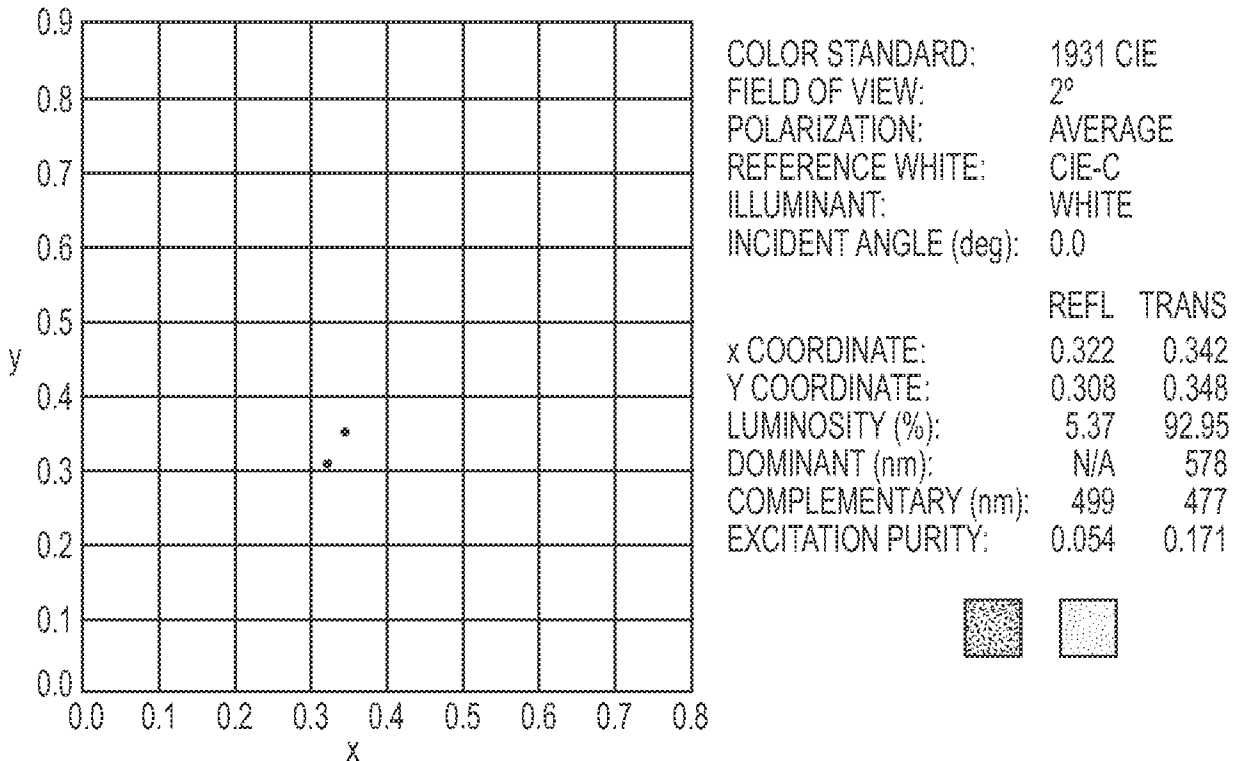 0.9
0.8
0.7
0.6
0.5
y
0.4
0.3
0.2
0.1
0.0
0.0 0.1 0.2 0.3 0.4 0.5 0.6 0.7 0.8
x
COLOR STANDARD: 1931 CIE
FIELD OF VIEW: 2º
POLARIZATION: AVERAGE
REFERENCE WHITE: CIE-C
ILLUMINANT: WHITE
INCIDENT ANGLE (deg): 0.0
REFL TRANS
x COORDINATE: 0.322 0.342
Y COORDINATE: 0.308 0.348
LUMINOSITY (%): 5.37 92.95
DOMINANT (nm): N/A 578
COMPLEMENTARY (nm): 499 477
EXCITATION PURITY: 0.054 0.171